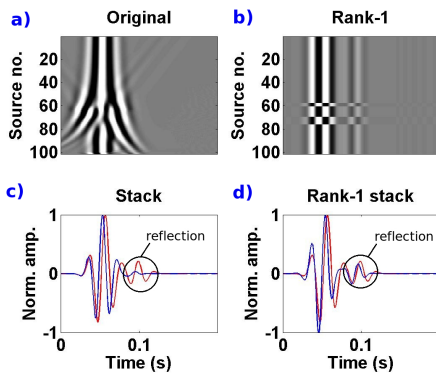 a) Original
b) Rank-1
Source no.
20
40
60
80
100
Source no.
20
40
60
80
100
c) Stack
d) Rank-1 stack
Norm. amp.
1
0
-1
reflection
0
0.1
Time (s)
Norm. amp.
1
0
-1
reflection
0
0.1
Time (s)